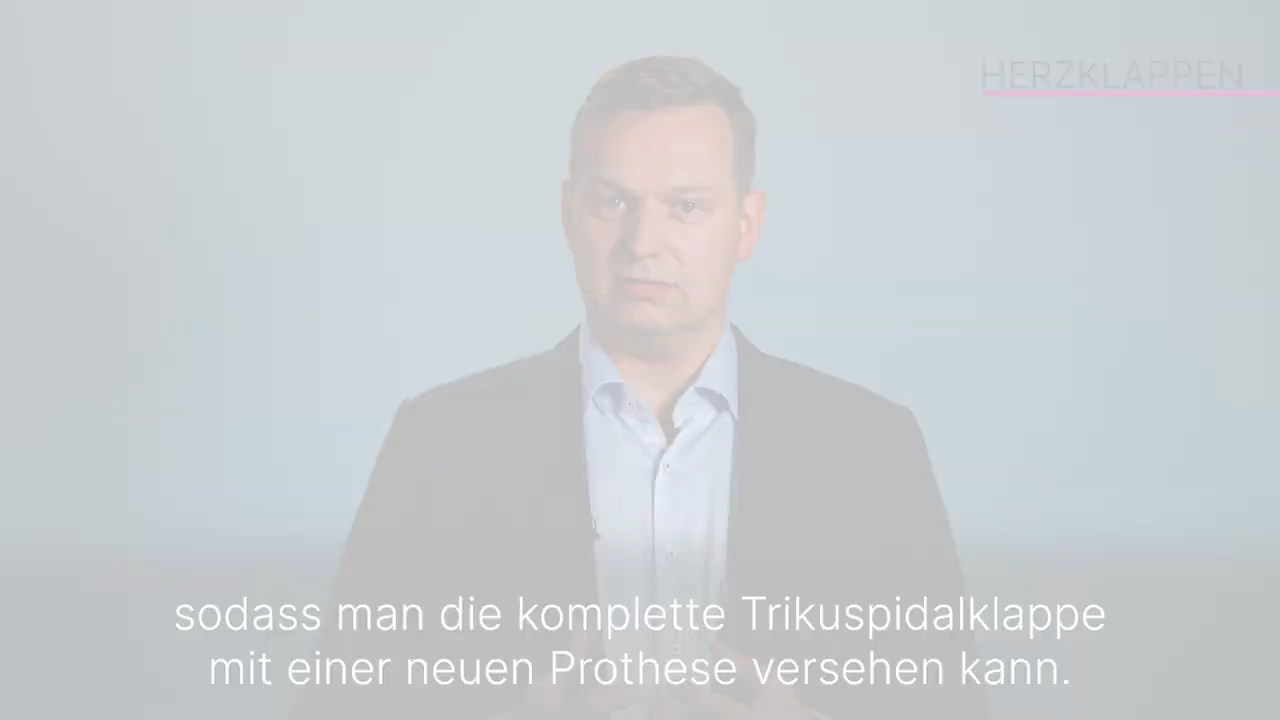 HERZKLAPPEN
sodass man die komplette Trikuspidalklappe
mit einer neuen Prothese versehen kann.